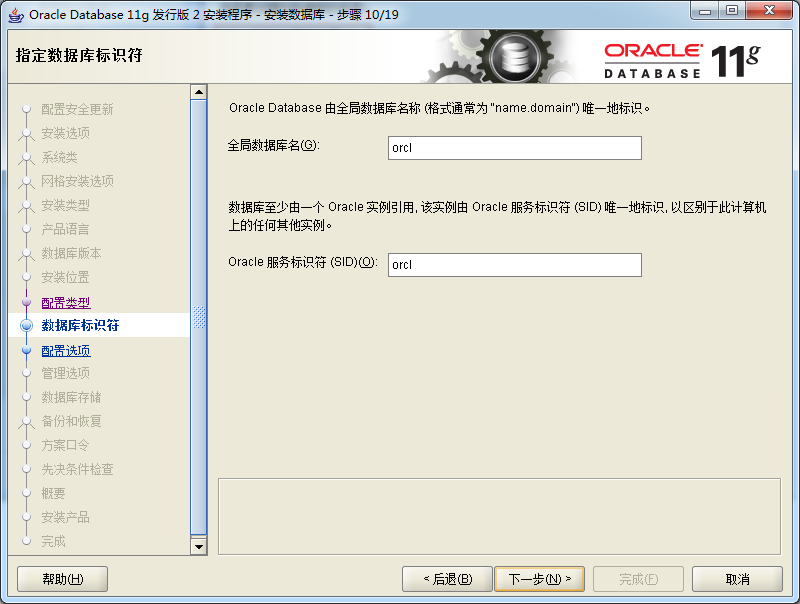 Oracle Database 11g 发行版 2 安装程序 - 安装数据库 - 步骤 10/19
指定数据库标识符
ORACLE
DATABASE
11g
配置安全更新
安装选项
系统类
网格安装选项
安装类型
产品语言
数据库版本
安装位置
配置类型
数据库标识符
配置选项
管理选项
数据库存储
备份和恢复
方案口令
先决条件检查
概要
安装产品
完成
Oracle Database 由全局数据库名称 (格式通常为 "name.domain") 唯一地标识。
全局数据库名(G):
orcl
数据库至少由一个 Oracle 实例引用, 该实例由 Oracle 服务标识符 (SID) 唯一地标识, 以区别于此计算机
上的任何其他实例。
Oracle 服务标识符 (SID)(O):
orcl
帮助(H)
< 后退(B)
下一步(N) >
完成(F)
取消